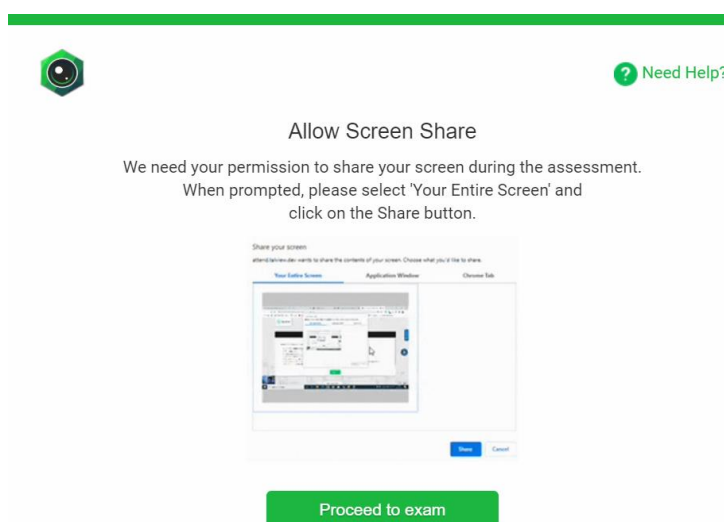 Need Help?
Allow Screen Share
We need your permission to share your screen during the assessment.
When prompted, please select 'Your Entire Screen' and
click on the Share button.
Share your screen
wants to share the contents of your screen. Choose what you'd like to share.
Your Entire Screen Application Window Chrome Tab
Share Cancel
Proceed to exam